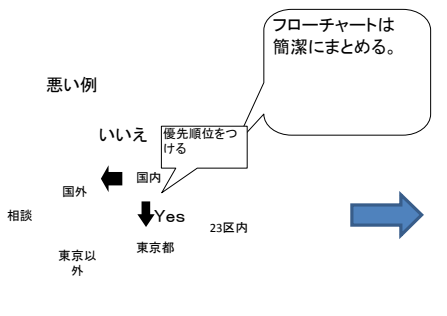 フローチャートは
簡潔にまとめる。
悪い例
いいえ
優先順位をつ
ける
国内
国外
Yes
相談
23区内
東京都
東京以
外